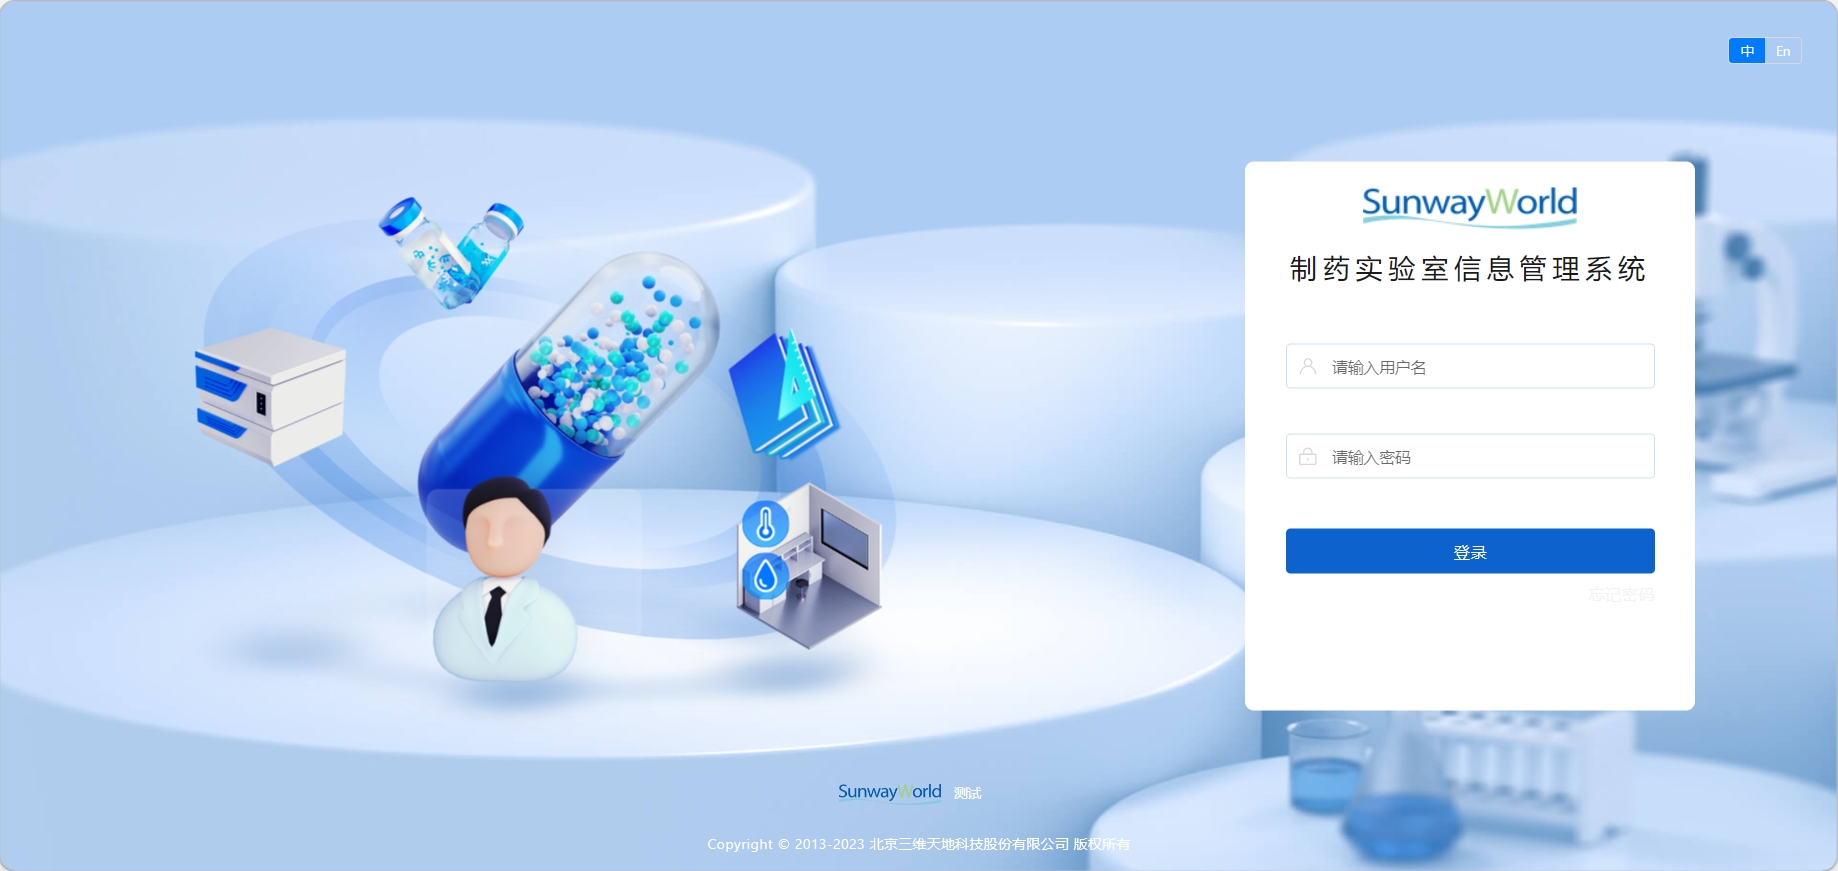 中 En
SunwayWorld
制药实验室信息管理系统
请输入用户名
请输入密码
登录
忘记密码
SunwayWorld 测试
Copyright © 2013-2023 北京三维天地科技股份有限公司 版权所有